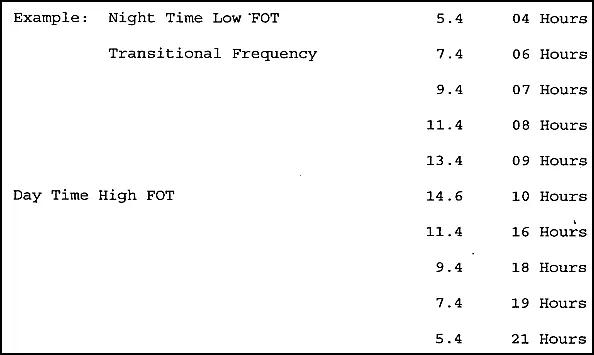 Example: Night Time Low FOT 5.4 04 Hours
Transitional Frequency 7.4 06 Hours
9.4 07 Hours
11.4 08 Hours
13.4 09 Hours
Day Time High FOT 14.6 10 Hours
11.4 16 Hours
9.4 18 Hours
7.4 19 Hours
5.4 21 Hours